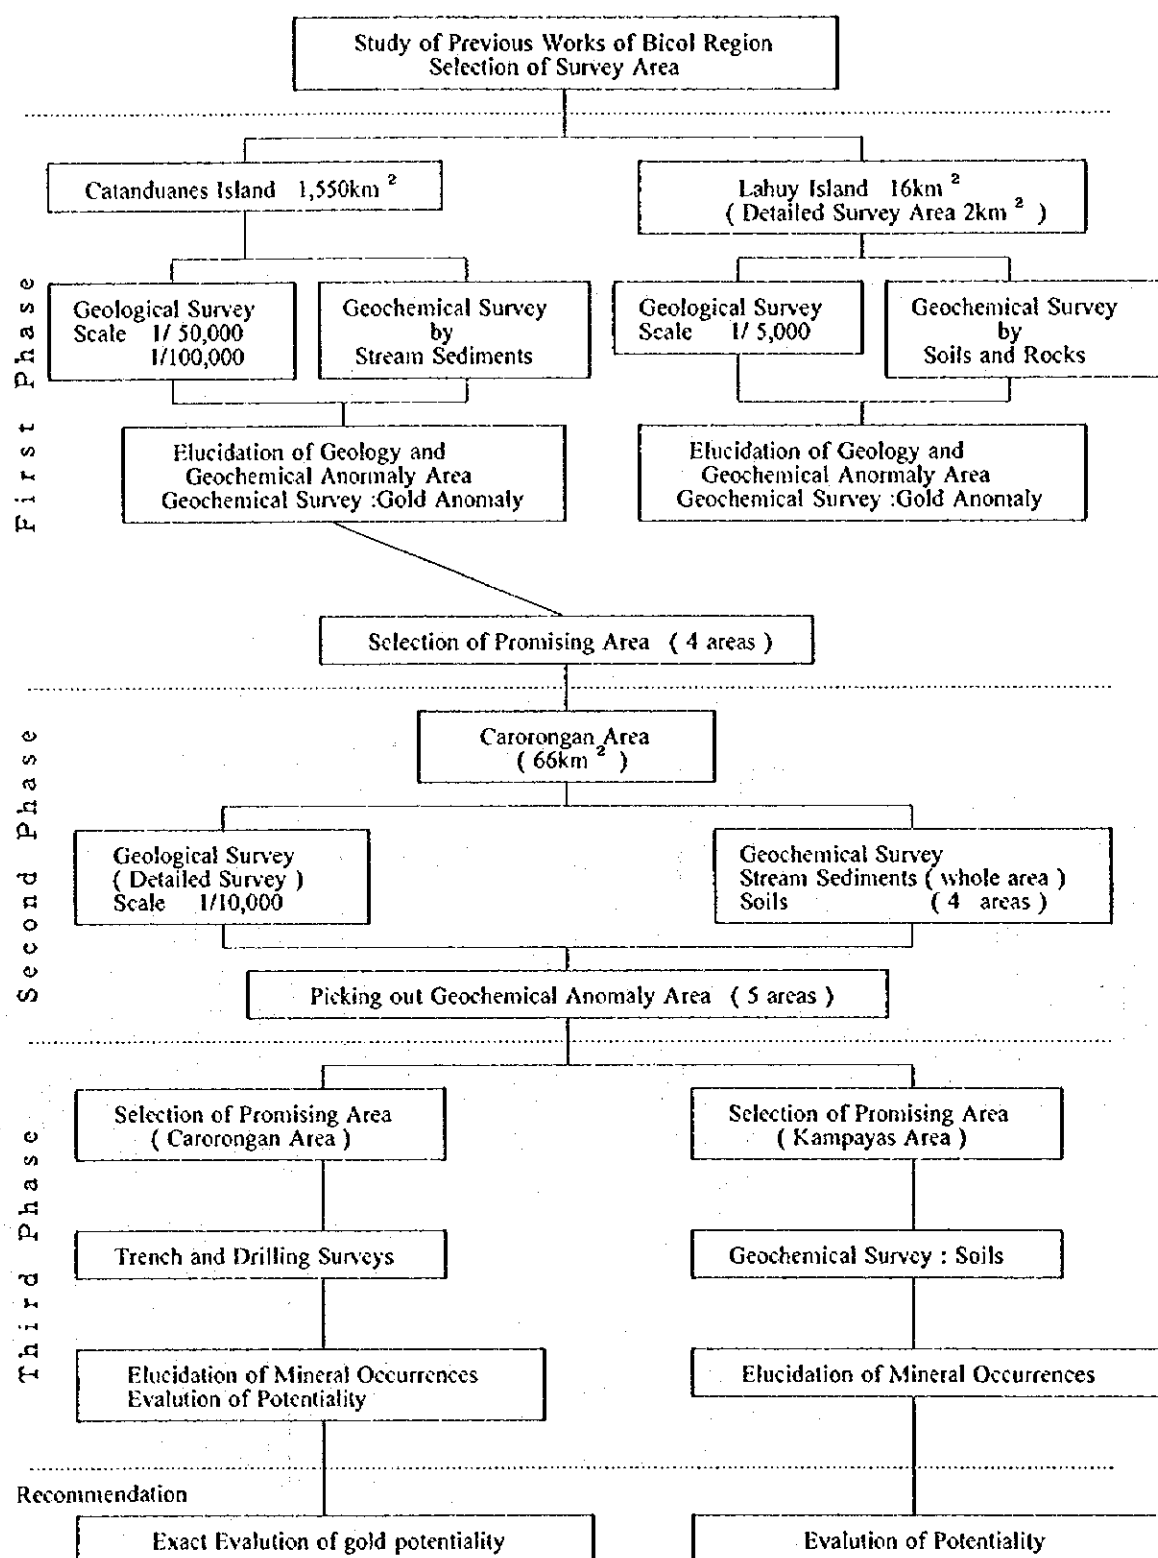 Study of Previous Works of Bicol Region
Selection of Survey Area
Catanduanes Island 1,550km ²
Lahuy Island 16km ²
( Detailed Survey Area 2km ² )
First Phase
Geological Survey
Scale 1/ 50,000
1/100,000
Geochemical Survey
by
Stream Sediments
Geological Survey
Scale 1/ 5,000
Geochemical Survey
by
Soils and Rocks
Elucidation of Geology and
Geochemical Anormaly Area
Geochemical Survey :Gold Anomaly
Elucidation of Geology and
Geochemical Anormaly Area
Geochemical Survey :Gold Anomaly
Selection of Promising Area ( 4 areas )
Second Phase
Carorongan Area
( 66km ² )
Geological Survey
( Detailed Survey )
Scale 1/10,000
Geochemical Survey
Stream Sediments ( whole area )
Soils ( 4 areas )
Picking out Geochemical Anomaly Area ( 5 areas )
Third Phase
Selection of Promising Area
( Carorongan Area )
Selection of Promising Area
( Kampayas Area )
Trench and Drilling Surveys
Geochemical Survey : Soils
Elucidation of Mineral Occurrences
Evalution of Potentiality
Elucidation of Mineral Occurrences
Recommendation
Exact Evalution of gold potentiality
Evalution of Potentiality